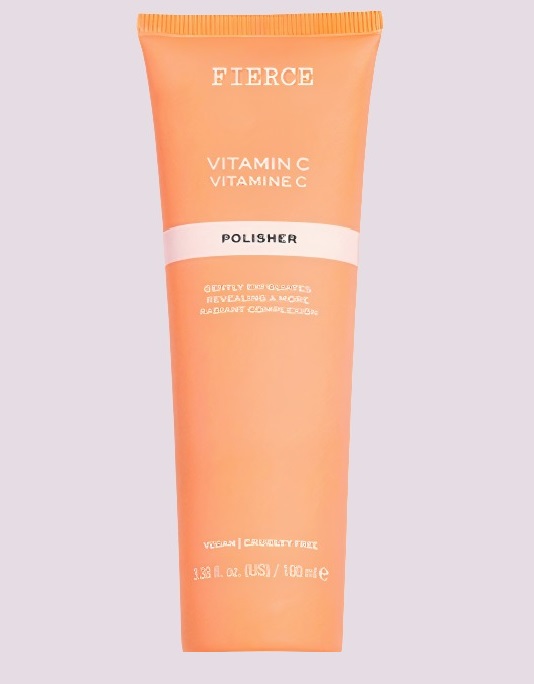 FIERCE
VITAMIN C
VITAMINE C
POLISHER
GENTLY EXFOLIATES
REVEALING A MORE
RADIANT COMPLEXION
VEGAN | CRUELTY FREE
3.38 fl. oz. (US) / 100 ml e